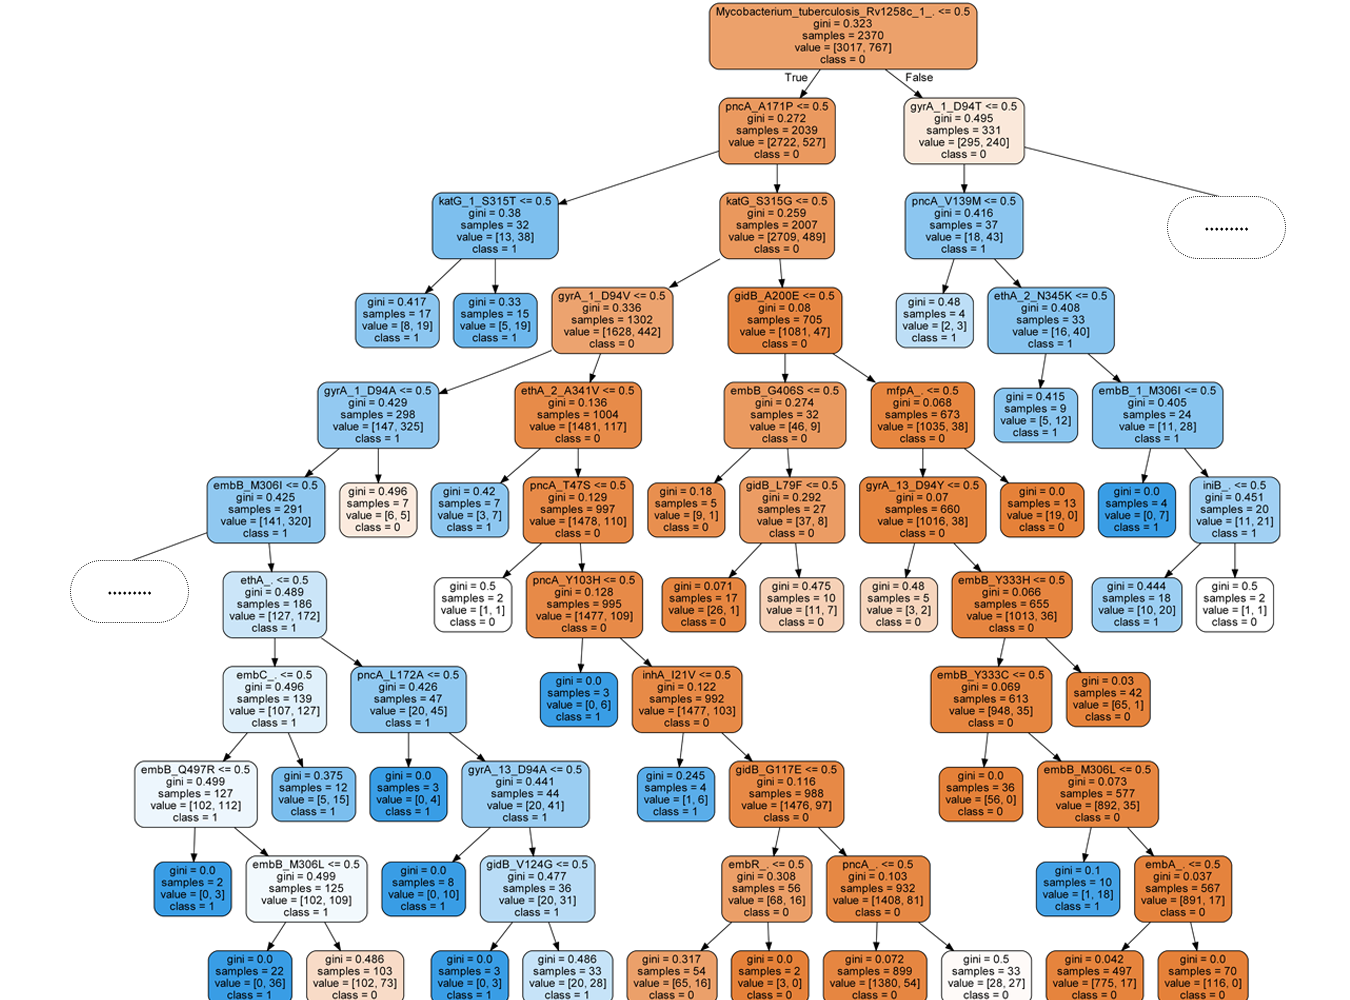 Mycobacterium_tuberculosis_Rv1258c_1_. <= 0.5
gini = 0.323
samples = 2370
value = [3017, 767]
class = 0
True
False
pncA_A171P <= 0.5
gini = 0.272
samples = 2039
value = [2722, 527]
class = 0
gyrA_1_D94T <= 0.5
gini = 0.495
samples = 331
value = [295, 240]
class = 0
katG_1_S315T <= 0.5
gini = 0.38
samples = 32
value = [13, 38]
class = 1
katG_S315G <= 0.5
gini = 0.259
samples = 2007
value = [2709, 489]
class = 0
pncA_V139M <= 0.5
gini = 0.416
samples = 37
value = [18, 43]
class = 1
.........
gini = 0.417
samples = 17
value = [8, 19]
class = 1
gini = 0.33
samples = 15
value = [5, 19]
class = 1
gyrA_1_D94V <= 0.5
gini = 0.336
samples = 1302
value = [1628, 442]
class = 0
gidB_A200E <= 0.5
gini = 0.08
samples = 705
value = [1081, 47]
class = 0
gini = 0.48
samples = 4
value = [2, 3]
class = 1
ethA_2_N345K <= 0.5
gini = 0.408
samples = 33
value = [16, 40]
class = 1
gyrA_1_D94A <= 0.5
gini = 0.429
samples = 298
value = [147, 325]
class = 1
ethA_2_A341V <= 0.5
gini = 0.136
samples = 1004
value = [1481, 117]
class = 0
embB_G406S <= 0.5
gini = 0.274
samples = 32
value = [46, 9]
class = 0
mfpA_. <= 0.5
gini = 0.068
samples = 673
value = [1035, 38]
class = 0
gini = 0.415
samples = 9
value = [5, 12]
class = 1
embB_1_M306I <= 0.5
gini = 0.405
samples = 24
value = [11, 28]
class = 1
embB_M306I <= 0.5
gini = 0.425
samples = 291
value = [141, 320]
class = 1
gini = 0.496
samples = 7
value = [6, 5]
class = 0
gini = 0.42
samples = 7
value = [3, 7]
class = 1
pncA_T47S <= 0.5
gini = 0.129
samples = 997
value = [1478, 110]
class = 0
gini = 0.18
samples = 5
value = [9, 1]
class = 0
gidB_L79F <= 0.5
gini = 0.292
samples = 27
value = [37, 8]
class = 0
gyrA_13_D94Y <= 0.5
gini = 0.07
samples = 660
value = [1016, 38]
class = 0
gini = 0.0
samples = 13
value = [19, 0]
class = 0
gini = 0.0
samples = 4
value = [0, 7]
class = 1
iniB_. <= 0.5
gini = 0.451
samples = 20
value = [11, 21]
class = 1
.........
ethA_. <= 0.5
gini = 0.489
samples = 186
value = [127, 172]
class = 1
gini = 0.5
samples = 2
value = [1, 1]
class = 0
pncA_Y103H <= 0.5
gini = 0.128
samples = 995
value = [1477, 109]
class = 0
gini = 0.071
samples = 17
value = [26, 1]
class = 0
gini = 0.475
samples = 10
value = [11, 7]
class = 0
gini = 0.48
samples = 5
value = [3, 2]
class = 0
embB_Y333H <= 0.5
gini = 0.066
samples = 655
value = [1013, 36]
class = 0
gini = 0.444
samples = 18
value = [10, 20]
class = 1
gini = 0.5
samples = 2
value = [1, 1]
class = 0
embC_. <= 0.5
gini = 0.496
samples = 139
value = [107, 127]
class = 1
pncA_L172A <= 0.5
gini = 0.426
samples = 47
value = [20, 45]
class = 1
gini = 0.0
samples = 3
value = [0, 6]
class = 1
inhA_I21V <= 0.5
gini = 0.122
samples = 992
value = [1477, 103]
class = 0
embB_Y333C <= 0.5
gini = 0.069
samples = 613
value = [948, 35]
class = 0
gini = 0.03
samples = 42
value = [65, 1]
class = 0
embB_Q497R <= 0.5
gini = 0.499
samples = 127
value = [102, 112]
class = 1
gini = 0.375
samples = 12
value = [5, 15]
class = 1
gini = 0.0
samples = 3
value = [0, 4]
class = 1
gyrA_13_D94A <= 0.5
gini = 0.441
samples = 44
value = [20, 41]
class = 1
gini = 0.245
samples = 4
value = [1, 6]
class = 1
gidB_G117E <= 0.5
gini = 0.116
samples = 988
value = [1476, 97]
class = 0
gini = 0.0
samples = 36
value = [56, 0]
class = 0
embB_M306L <= 0.5
gini = 0.073
samples = 577
value = [892, 35]
class = 0
gini = 0.0
samples = 2
value = [0, 3]
class = 1
embB_M306L <= 0.5
gini = 0.499
samples = 125
value = [102, 109]
class = 1
gini = 0.0
samples = 8
value = [0, 10]
class = 1
gidB_V124G <= 0.5
gini = 0.477
samples = 36
value = [20, 31]
class = 1
embR_. <= 0.5
gini = 0.308
samples = 56
value = [68, 16]
class = 0
pncA_. <= 0.5
gini = 0.103
samples = 932
value = [1408, 81]
class = 0
gini = 0.1
samples = 10
value = [1, 18]
class = 1
embA_. <= 0.5
gini = 0.037
samples = 567
value = [891, 17]
class = 0
gini = 0.0
samples = 22
value = [0, 36]
class = 1
gini = 0.486
samples = 103
value = [102, 73]
class = 0
gini = 0.0
samples = 3
value = [0, 3]
class = 1
gini = 0.486
samples = 33
value = [20, 28]
class = 1
gini = 0.317
samples = 54
value = [65, 16]
class = 0
gini = 0.0
samples = 2
value = [3, 0]
class = 0
gini = 0.072
samples = 899
value = [1380, 54]
class = 0
gini = 0.5
samples = 33
value = [28, 27]
class = 0
gini = 0.042
samples = 497
value = [775, 17]
class = 0
gini = 0.0
samples = 70
value = [116, 0]
class = 0